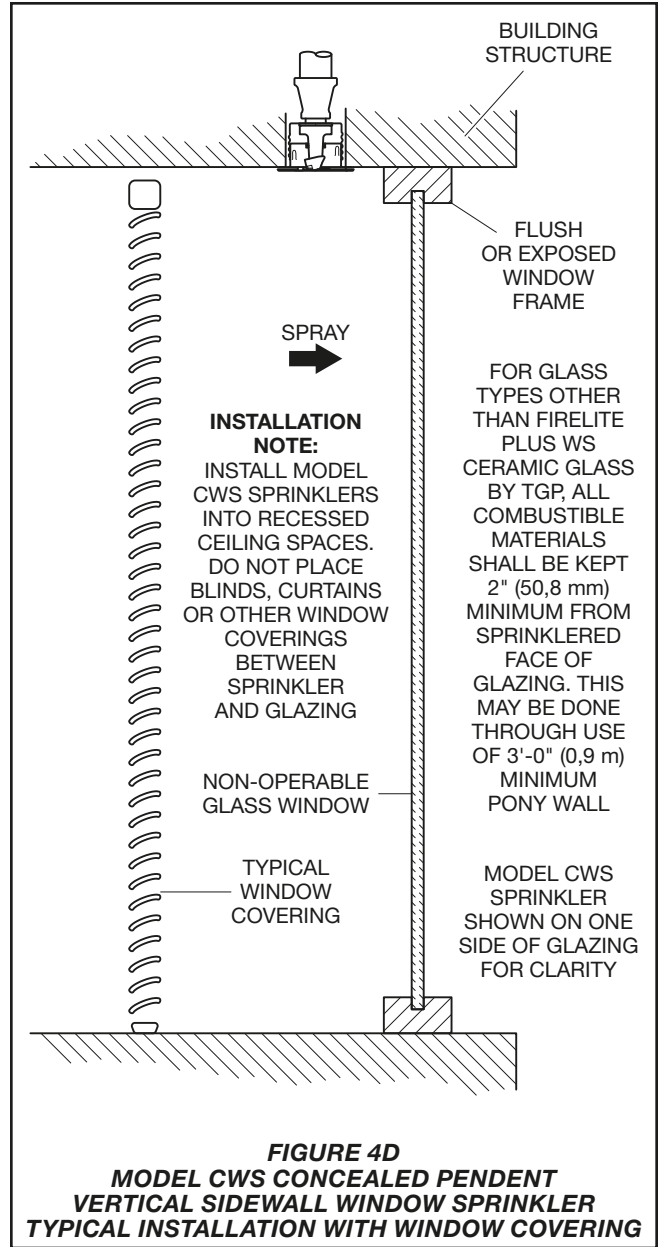 BUILDING
STRUCTURE
FLUSH
OR EXPOSED
WINDOW
FRAME
SPRAY
INSTALLATION
NOTE:
INSTALL MODEL
CWS SPRINKLERS
INTO RECESSED
CEILING SPACES.
DO NOT PLACE
BLINDS, CURTAINS
OR OTHER WINDOW
COVERINGS
BETWEEN
SPRINKLER
AND GLAZING
FOR GLASS
TYPES OTHER
THAN FIRELITE
PLUS WS
CERAMIC GLASS
BY TGP, ALL
COMBUSTIBLE
MATERIALS
SHALL BE KEPT
2" (50,8 mm)
MINIMUM FROM
SPRINKLERED
FACE OF
GLAZING. THIS
MAY BE DONE
THROUGH USE
OF 3'-0" (0,9 m)
MINIMUM
PONY WALL
NON-OPERABLE
GLASS WINDOW
TYPICAL
WINDOW
COVERING
MODEL CWS
SPRINKLER
SHOWN ON ONE
SIDE OF GLAZING
FOR CLARITY
FIGURE 4D
MODEL CWS CONCEALED PENDENT
VERTICAL SIDEWALL WINDOW SPRINKLER
TYPICAL INSTALLATION WITH WINDOW COVERING